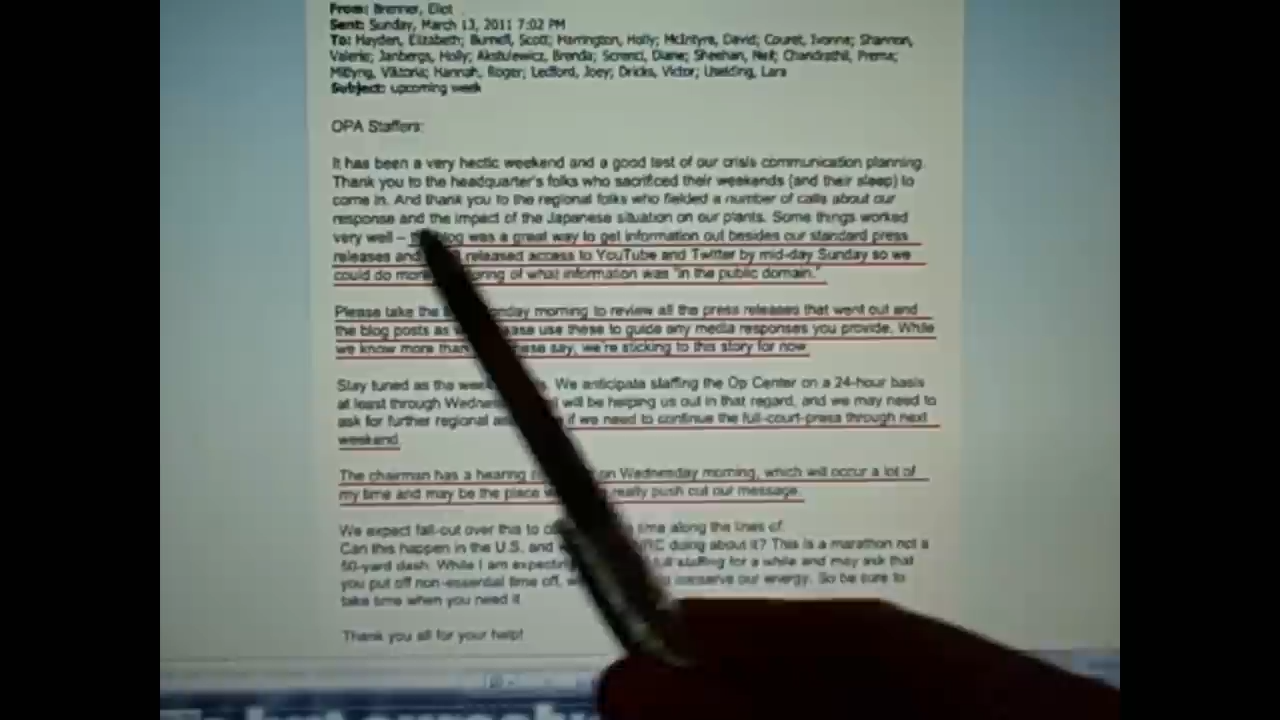 From: Brenner, Eliot
Sent: Sunday, March 13, 2011 7:02 PM
To: Hayden, Elizabeth; Burnell, Scott; Harrington, Holly; McIntyre, David; Couret, Ivonne; Shannon,
Valerie; Janbergs, Holly; Akstulewicz, Brenda; Screnci, Diane; Sheehan, Neil; Chandrathil, Prema;
Mitlyng, Viktoria; Hannah, Roger; Ledford, Joey; Dricks, Victor; Uselding, Lara
Subject: upcoming week
OPA Staffers:
It has been a very hectic weekend and a good test of our crisis communication planning.
Thank you to the headquarter's folks who sacrificed their weekends (and their sleep) to
come in. And thank you to the regional folks who fielded a number of calls about our
response and the impact of the Japanese situation on our plants. Some things worked
very well – blog was a great way to get information out besides our standard press
releases and released access to YouTube and Twitter by mid-day Sunday so we
could do of what information was "in the public domain."
Please take the morning to review all the press releases that went out and
the blog posts as use these to guide any media responses you provide. While
we know more than say, we're sticking to this story for now.
Stay tuned as the We anticipate staffing the Op Center on a 24-hour basis
at least through will be helping us out in that regard, and we may need to
ask for further regional if we need to continue the full-court-press through next
weekend.
The chairman has a hearing on Wednesday morning, which will occur a lot of
my time and may be the place really push out our message.
We expect fall-out over this to time along the lines of:
Can this happen in the U.S. and doing about it? This is a marathon not a
50-yard dash. While I am staffing for a while and may ask that
you put off non-essential time off, conserve our energy. So be sure to
take time when you need it.
Thank you all for your help!